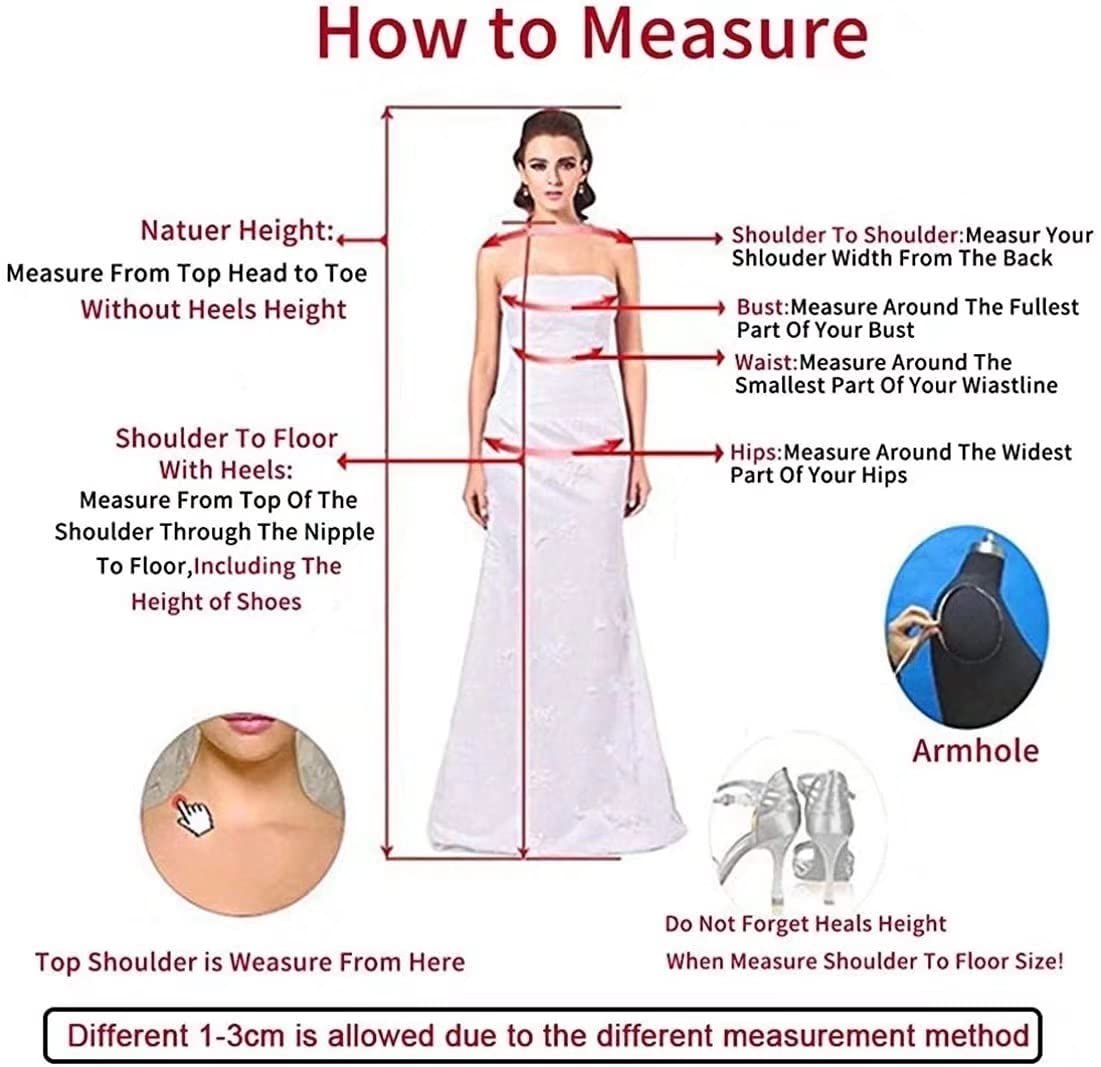 How to Measure
Natuer Height:
Measure From Top Head to Toe
Without Heels Height
Shoulder To Shoulder:Measur Your
Shlouder Width From The Back
Bust:Measure Around The Fullest
Part Of Your Bust
Waist:Measure Around The
Smallest Part Of Your Wiastline
Shoulder To Floor
With Heels:
Measure From Top Of The
Shoulder Through The Nipple
To Floor,Including The
Height of Shoes
Hips:Measure Around The Widest
Part Of Your Hips
Armhole
Top Shoulder is Weasure From Here
Do Not Forget Heals Height
When Measure Shoulder To Floor Size!
Different 1-3cm is allowed due to the different measurement method